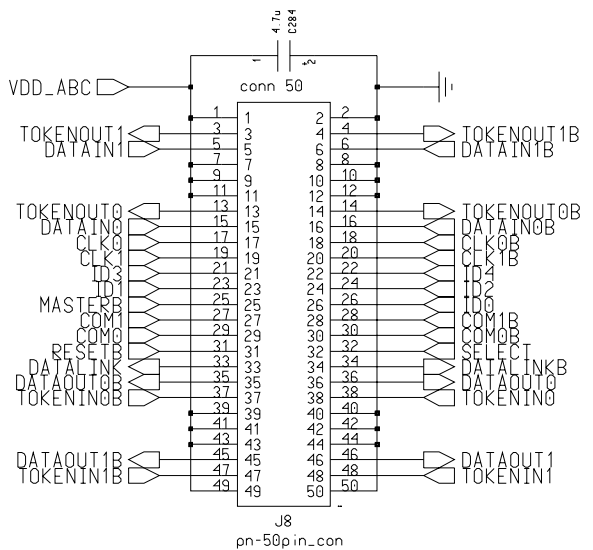 4.7u C284
1 +2
VDD_ABC
conn 50
1 1 2 2
TOKENOUT1 3 3 4 4 TOKENOUT1B
DATAIN1 5 5 6 6 DATAIN1B
7 7 8 8
9 9 10 10
11 11 12 12
TOKENOUT0 13 13 14 14 TOKENOUT0B
DATAIN0 15 15 16 16 DATAIN0B
CLK0 17 17 18 18 CLK0B
CLK1 19 19 20 20 CLK1B
ID3 21 21 22 22 ID4
ID1 23 23 24 24 ID2
MASTERB 25 25 26 26 ID0
COM1 27 27 28 28 COM1B
COM0 29 29 30 30 COM0B
RESETB 31 31 32 32 SELECT
DATALINK 33 33 34 34 DATALINKB
DATAOUT0B 35 35 36 36 DATAOUT0
TOKENIN0B 37 37 38 38 TOKENIN0
39 39 40 40
41 41 42 42
43 43 44 44
DATAOUT1B 45 45 46 46 DATAOUT1
TOKENIN1B 47 47 48 48 TOKENIN1
49 49 50 50
J8
pn-50pin_con